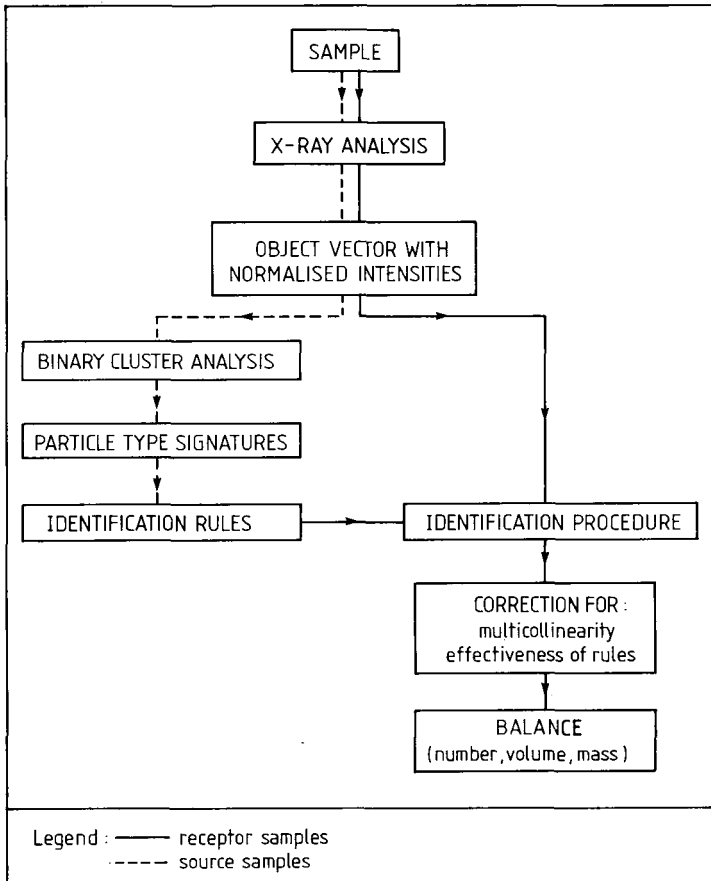 SAMPLE
X-RAY ANALYSIS
OBJECT VECTOR WITH
NORMALISED INTENSITIES
BINARY CLUSTER ANALYSIS
PARTICLE TYPE SIGNATURES
IDENTIFICATION RULES
IDENTIFICATION PROCEDURE
CORRECTION FOR:
multicollinearity
effectiveness of rules
BALANCE
(number, volume, mass)
Legend: receptor samples
source samples